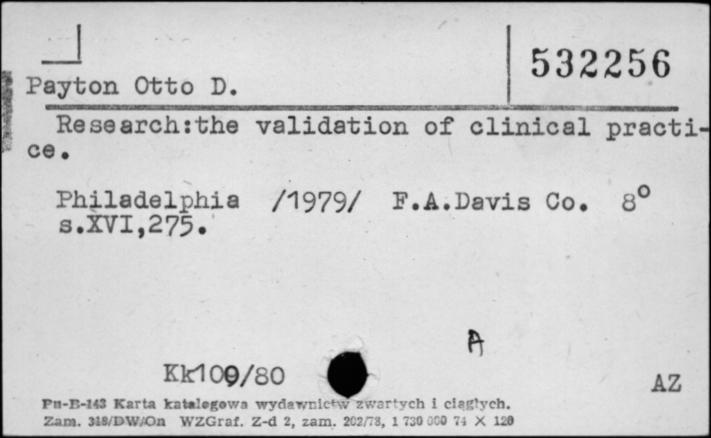 532256
Payton Otto D.
Research:the validation of clinical practi-
ce.
Philadelphia /1979/ F.A.Davis Co. 8°
s.XVI,275.
A
Kk109/80
AZ
Pu-B-143 Karta katalogowa wydawnictw zwartych i ciągłych.
Zam. 318/DW/On WZGraf. Z-d 2, zam. 202/78, 1 730 000 74 X 120